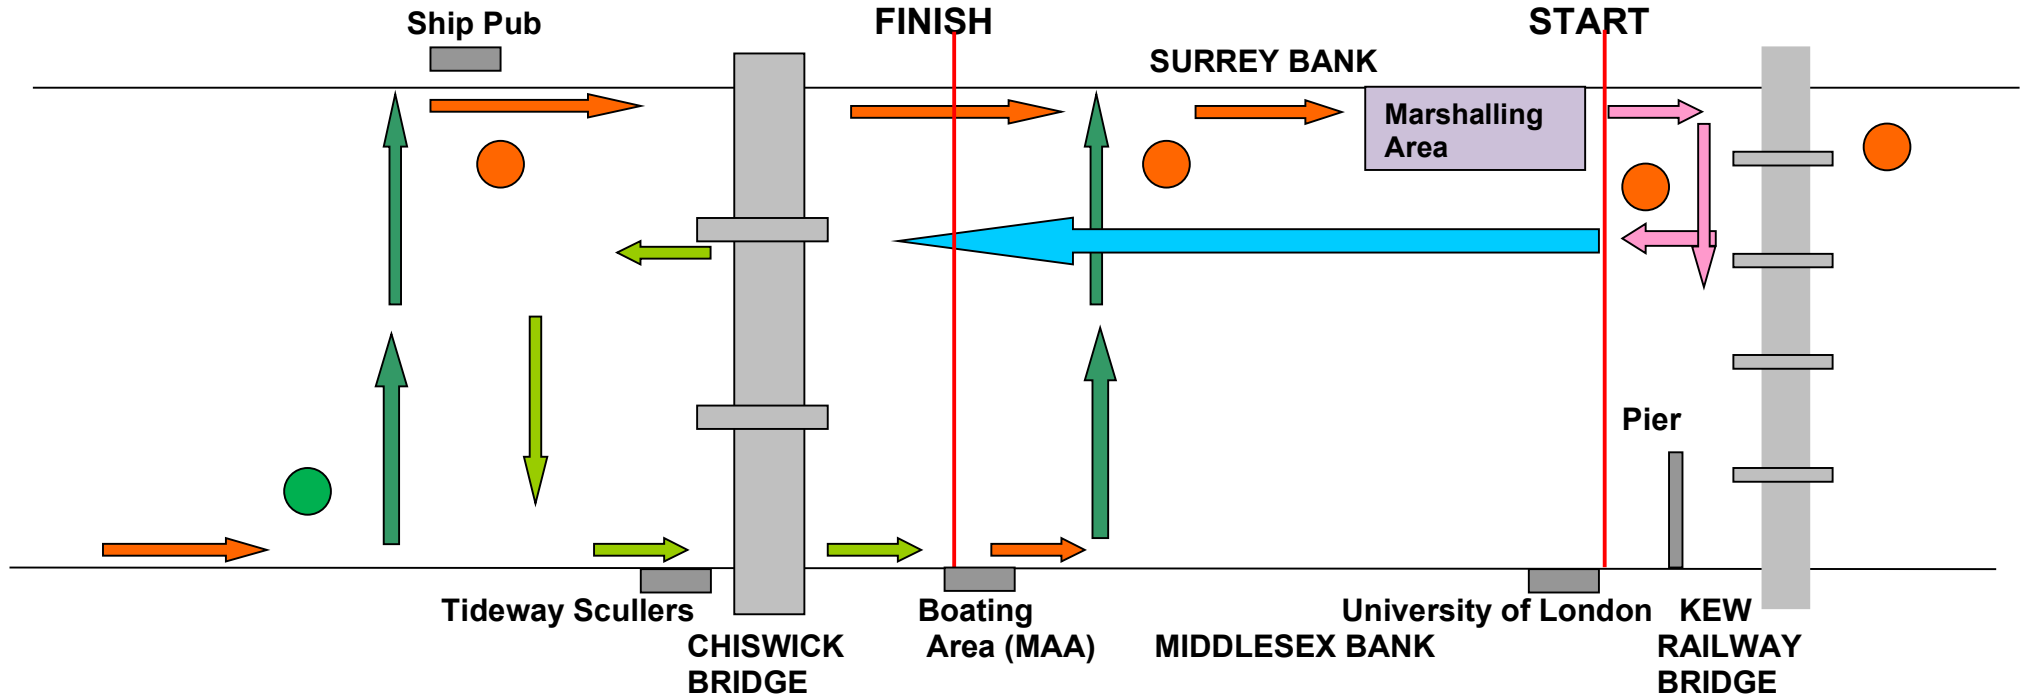 Ship Pub
FINISH
START
SURREY BANK
Marshalling
Area
Pier
Tideway Scullers
Boating
Area (MAA)
University of London
KEW
RAILWAY
BRIDGE
CHISWICK
BRIDGE
MIDDLESEX BANK